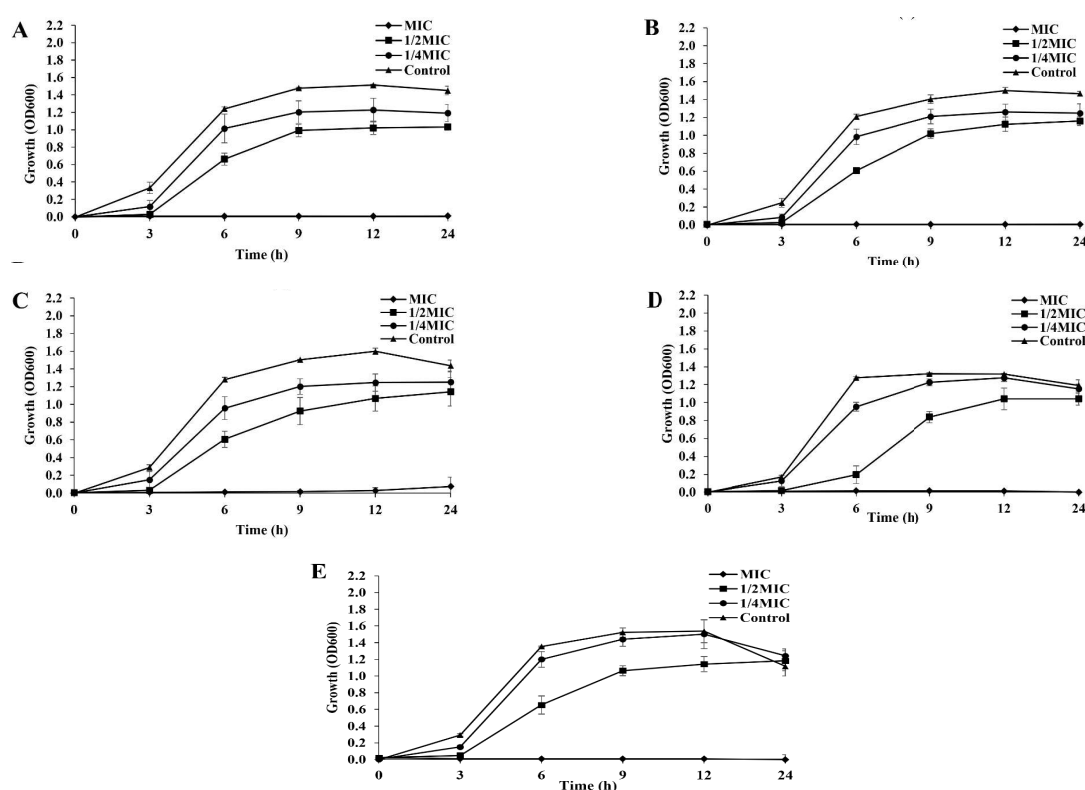 A
Growth (OD600)
2.2
2.0
1.8
1.6
1.4
1.2
1.0
0.8
0.6
0.4
0.2
0.0
MIC
1/2MIC
1/4MIC
Control
0 3 6 9 12 24
Time (h)
B
Growth (OD600)
2.2
2.0
1.8
1.6
1.4
1.2
1.0
0.8
0.6
0.4
0.2
0.0
MIC
1/2MIC
1/4MIC
Control
0 3 6 9 12 24
Time (h)
C
Growth (OD600)
2.2
2.0
1.8
1.6
1.4
1.2
1.0
0.8
0.6
0.4
0.2
0.0
MIC
1/2MIC
1/4MIC
Control
0 3 6 9 12 24
Time (h)
D
Growth (OD600)
2.2
2.0
1.8
1.6
1.4
1.2
1.0
0.8
0.6
0.4
0.2
0.0
MIC
1/2MIC
1/4MIC
Control
0 3 6 9 12 24
Time (h)
E
Growth (OD600)
2.2
2.0
1.8
1.6
1.4
1.2
1.0
0.8
0.6
0.4
0.2
0.0
MIC
1/2MIC
1/4MIC
Control
0 3 6 9 12 24
Time (h)